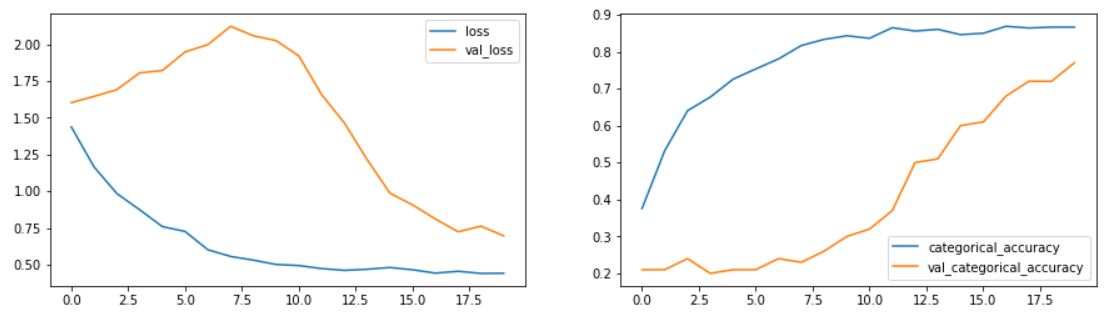 2.00
1.75
1.50
1.25
1.00
0.75
0.50
0.0 2.5 5.0 7.5 10.0 12.5 15.0 17.5
loss
val_loss
0.9
0.8
0.7
0.6
0.5
0.4
0.3
0.2
0.0 2.5 5.0 7.5 10.0 12.5 15.0 17.5
categorical_accuracy
val_categorical_accuracy